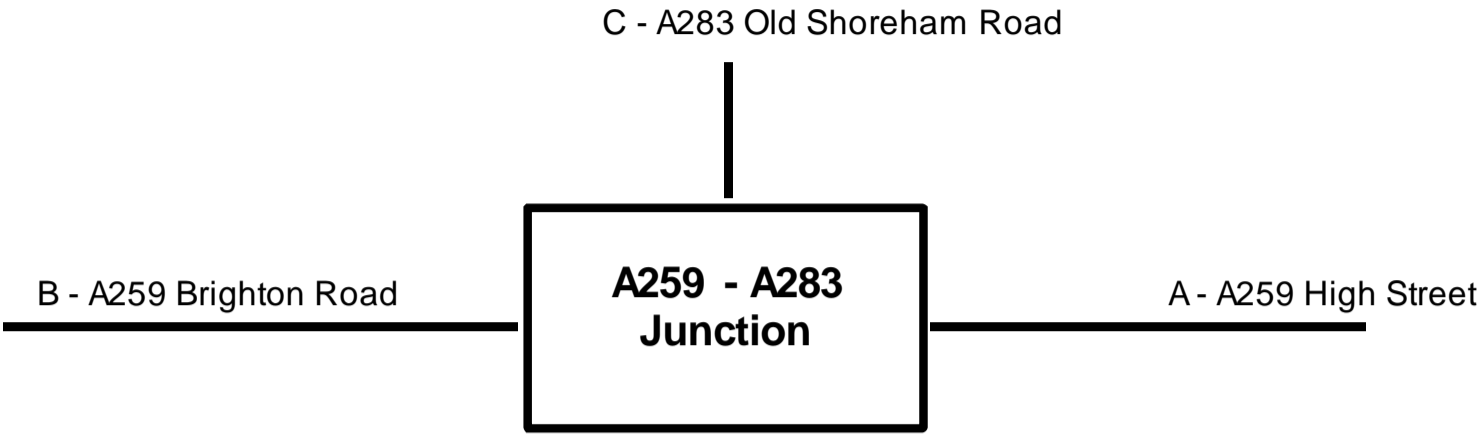 C - A283 Old Shoreham Road
B - A259 Brighton Road
A259 - A283
Junction
A - A259 High Street